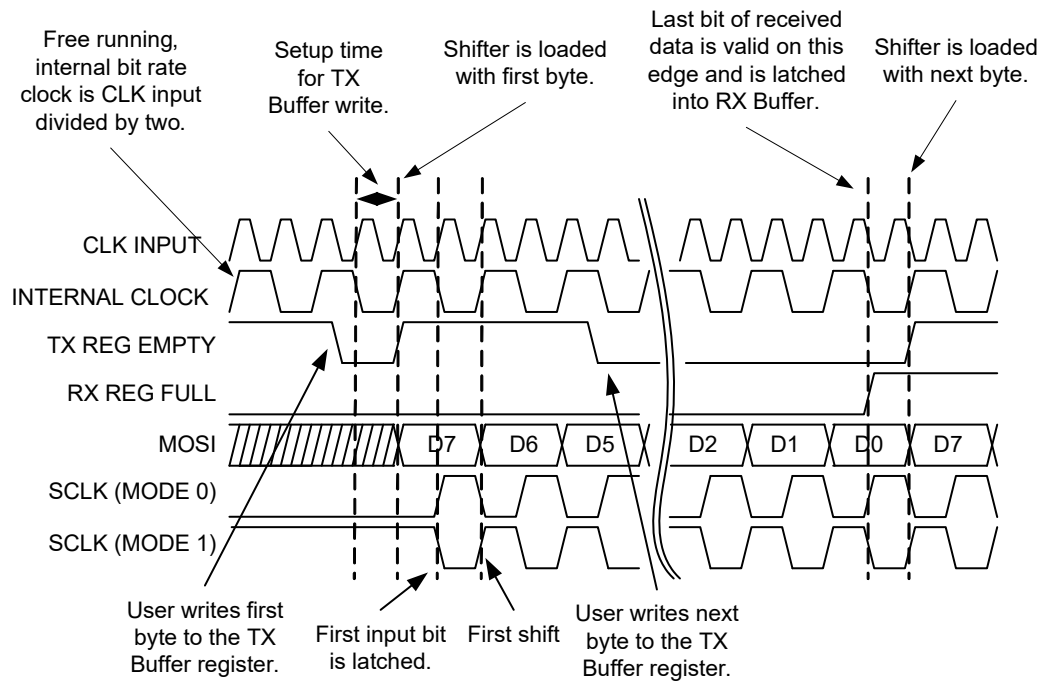 Free running,
internal bit rate
clock is CLK input
divided by two.
Setup time
for TX
Buffer write.
Shifter is loaded
with first byte.
Last bit of received
data is valid on this
edge and is latched
into RX Buffer.
Shifter is loaded
with next byte.
CLK INPUT
INTERNAL CLOCK
TX REG EMPTY
RX REG FULL
MOSI
D7 D6 D5 D2 D1 D0 D7
SCLK (MODE 0)
SCLK (MODE 1)
User writes first
byte to the TX
Buffer register.
First input bit
is latched.
First shift
User writes next
byte to the TX
Buffer register.